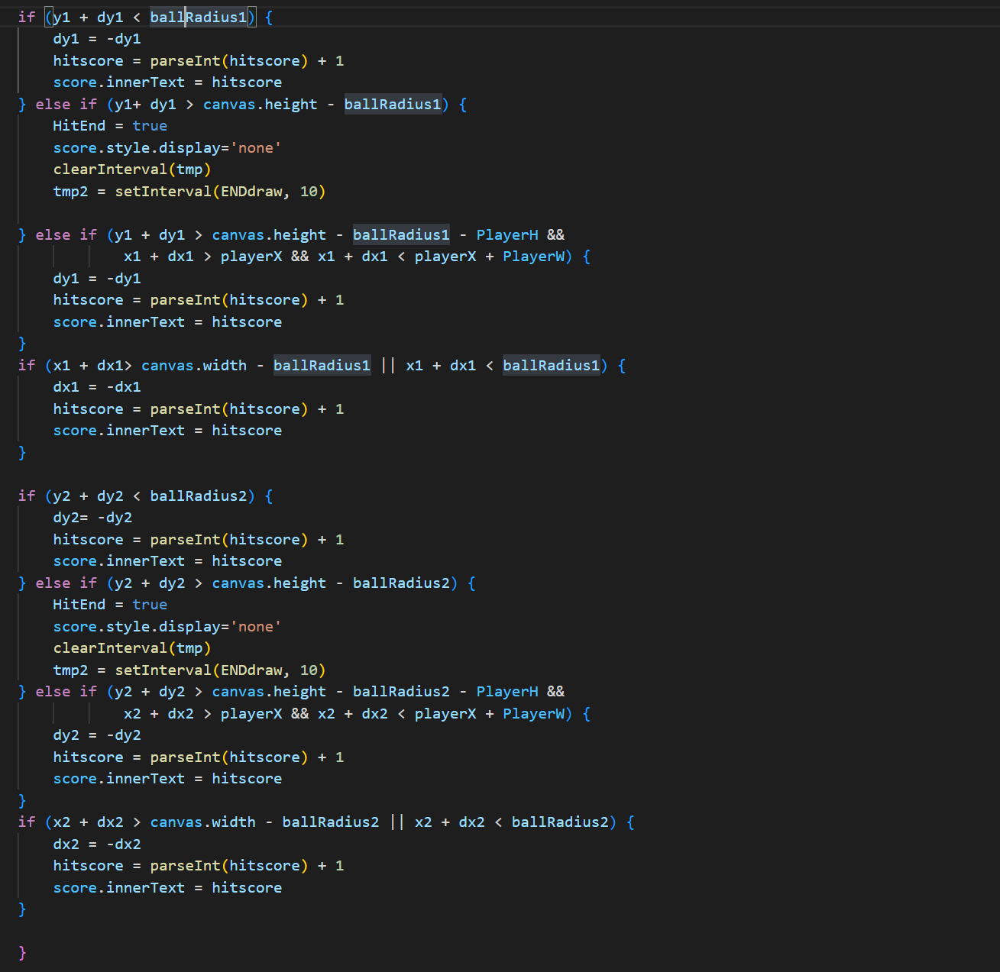 if (y1 + dy1 < ballRadius1) {
    dy1 = -dy1
    hitscore = parseInt(hitscore) + 1
    score.innerText = hitscore
} else if (y1+ dy1 > canvas.height - ballRadius1) {
    HitEnd = true
    score.style.display='none'
    clearInterval(tmp)
    tmp2 = setInterval(ENDdraw, 10)

} else if (y1 + dy1 > canvas.height - ballRadius1 - PlayerH &&
            x1 + dx1 > playerX && x1 + dx1 < playerX + PlayerW) {
    dy1 = -dy1
    hitscore = parseInt(hitscore) + 1
    score.innerText = hitscore
}
if (x1 + dx1> canvas.width - ballRadius1 || x1 + dx1 < ballRadius1) {
    dx1 = -dx1
    hitscore = parseInt(hitscore) + 1
    score.innerText = hitscore
}

if (y2 + dy2 < ballRadius2) {
    dy2= -dy2
    hitscore = parseInt(hitscore) + 1
    score.innerText = hitscore
} else if (y2 + dy2 > canvas.height - ballRadius2) {
    HitEnd = true
    score.style.display='none'
    clearInterval(tmp)
    tmp2 = setInterval(ENDdraw, 10)
} else if (y2 + dy2 > canvas.height - ballRadius2 - PlayerH &&
            x2 + dx2 > playerX && x2 + dx2 < playerX + PlayerW) {
    dy2 = -dy2
    hitscore = parseInt(hitscore) + 1
    score.innerText = hitscore
}
if (x2 + dx2 > canvas.width - ballRadius2 || x2 + dx2 < ballRadius2) {
    dx2 = -dx2
    hitscore = parseInt(hitscore) + 1
    score.innerText = hitscore
}

}